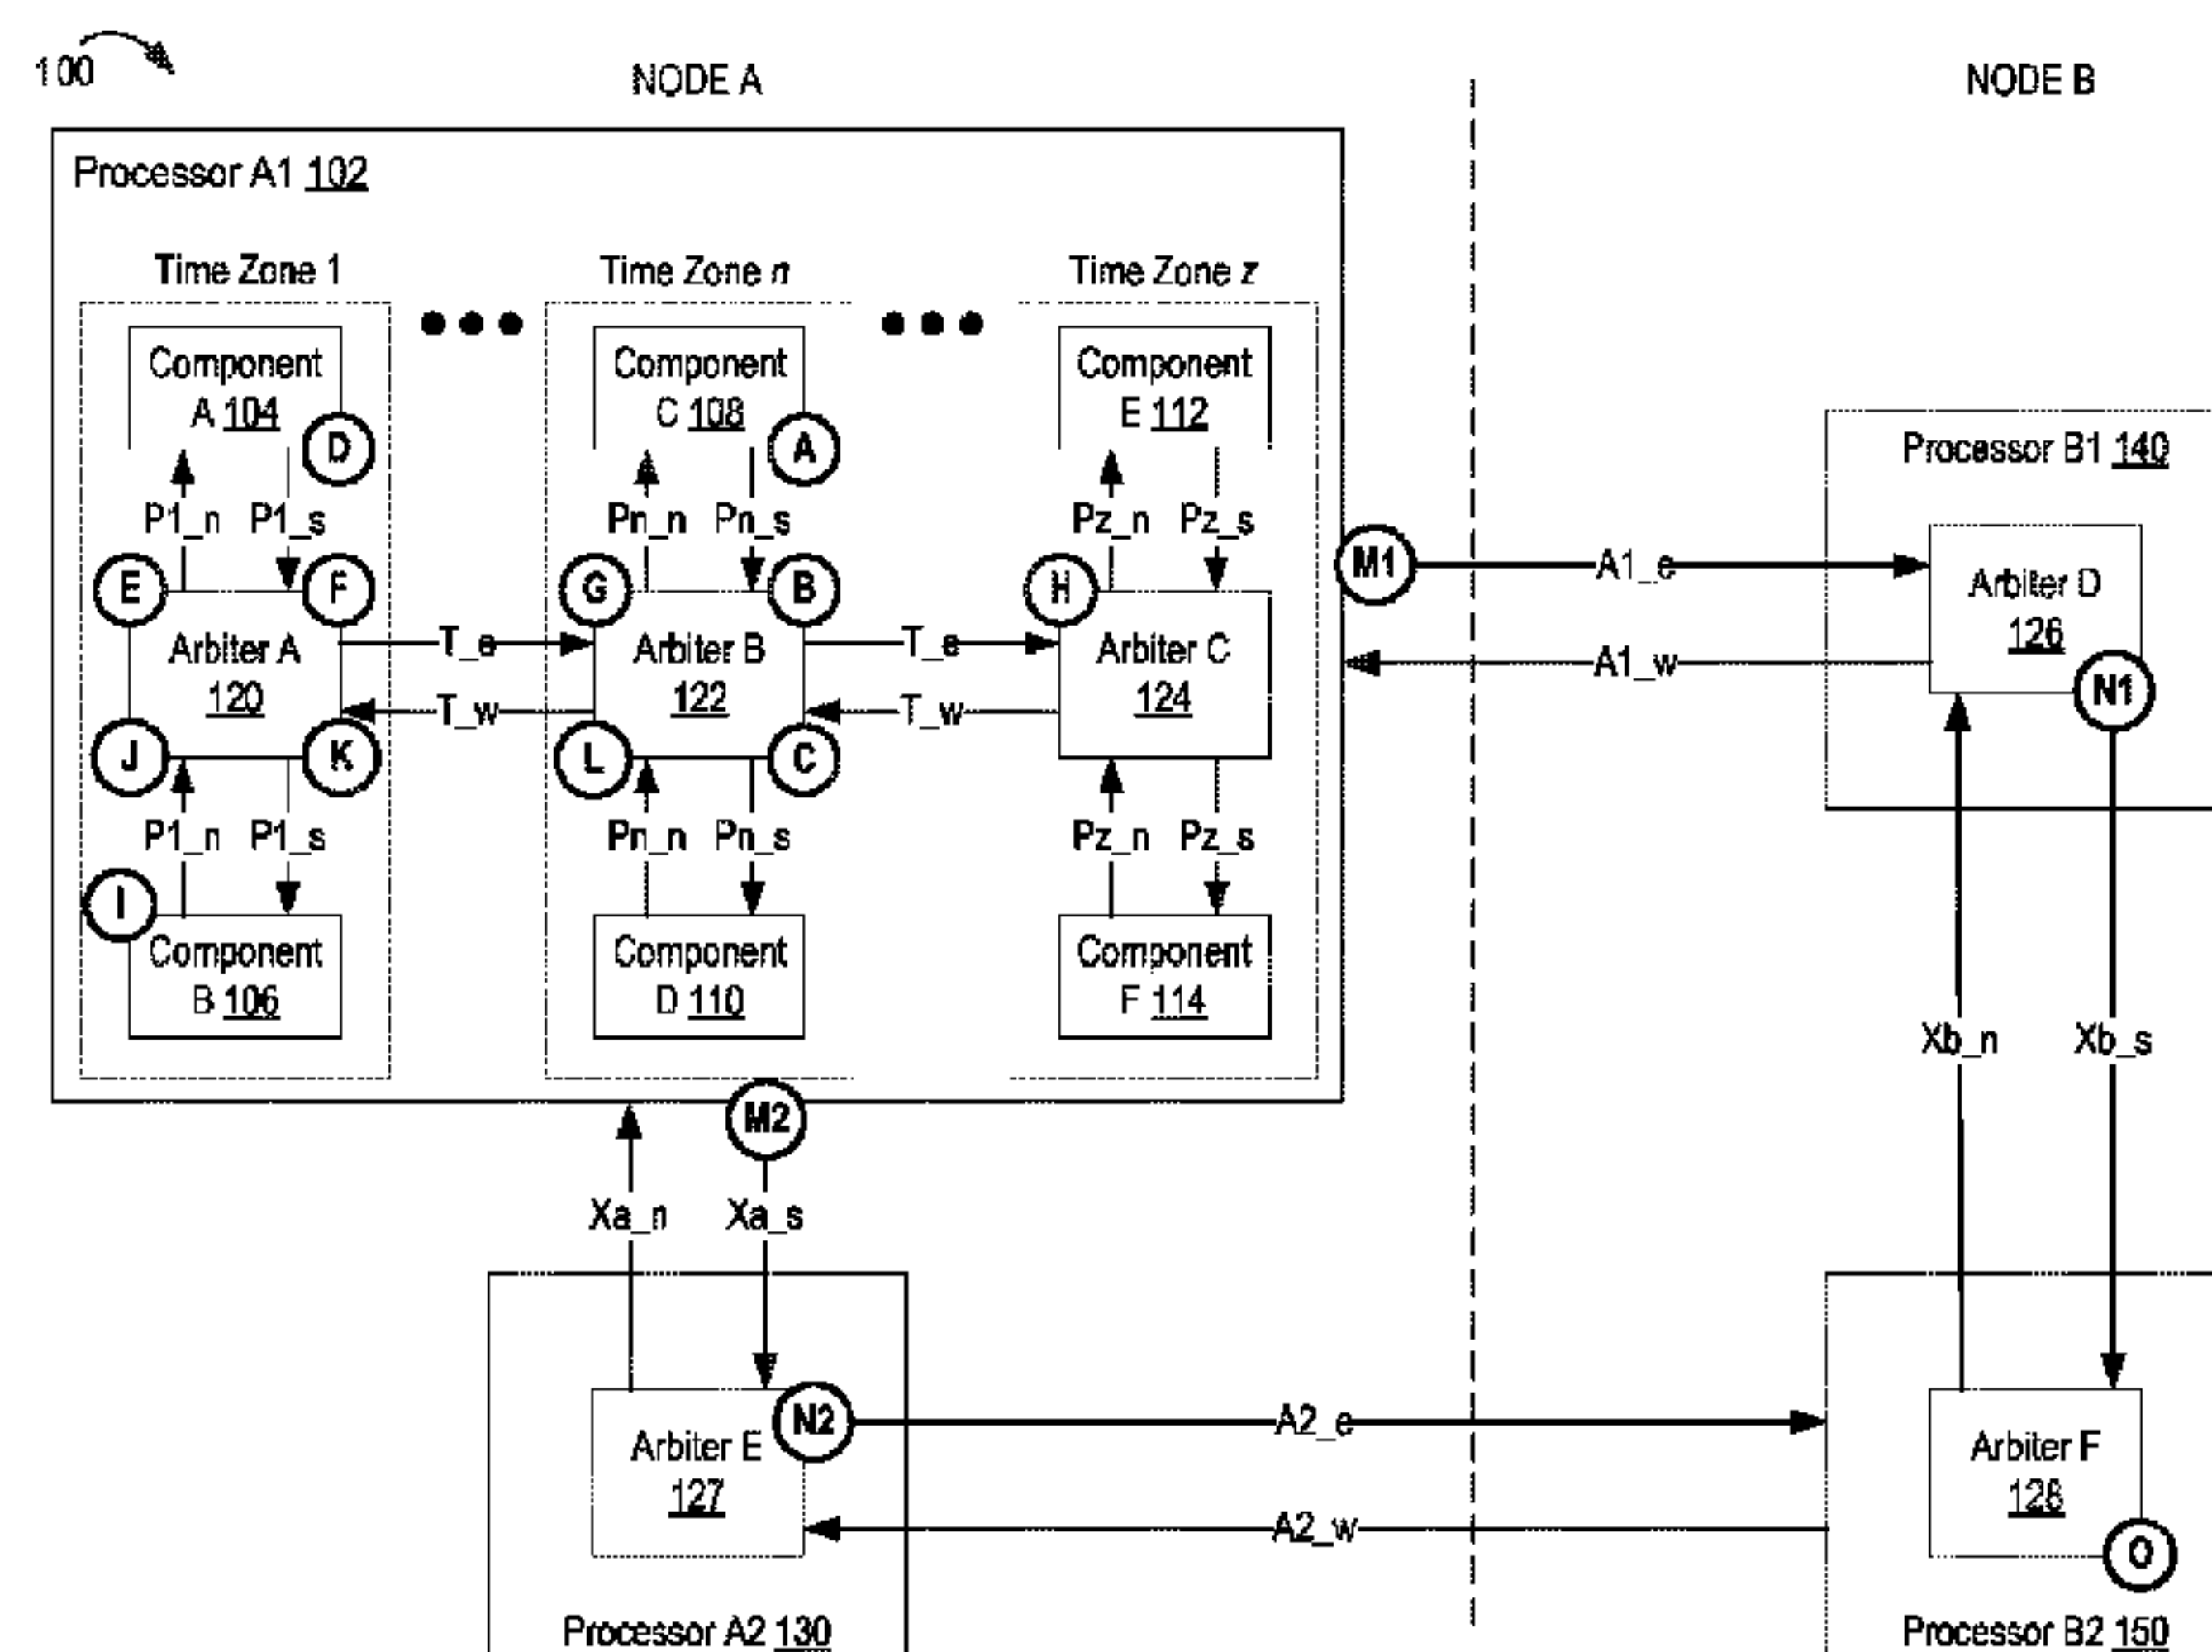 100
NODE A
NODE B
Processor A1 102
Time Zone 1
Time Zone n
Time Zone z
Component
A 104
Component
C 108
Component
E 112
D
A
P1_n
P1_s
Pn_n
Pn_s
Pz_n
Pz_s
E
F
G
B
H
Arbiter A
120
Arbiter B
122
Arbiter C
124
T_e
T_e
T_w
T_w
J
K
L
C
P1_n
P1_s
Pn_n
Pn_s
Pz_n
Pz_s
I
Component
B 106
Component
D 110
Component
F 114
M1
A1_e
A1_w
Processor B1 140
Arbiter D
126
N1
Xb_n
Xb_s
M2
Xa_n
Xa_s
Arbiter E
127
N2
A2_e
A2_w
Arbiter F
128
O
Processor A2 130
Processor B2 150